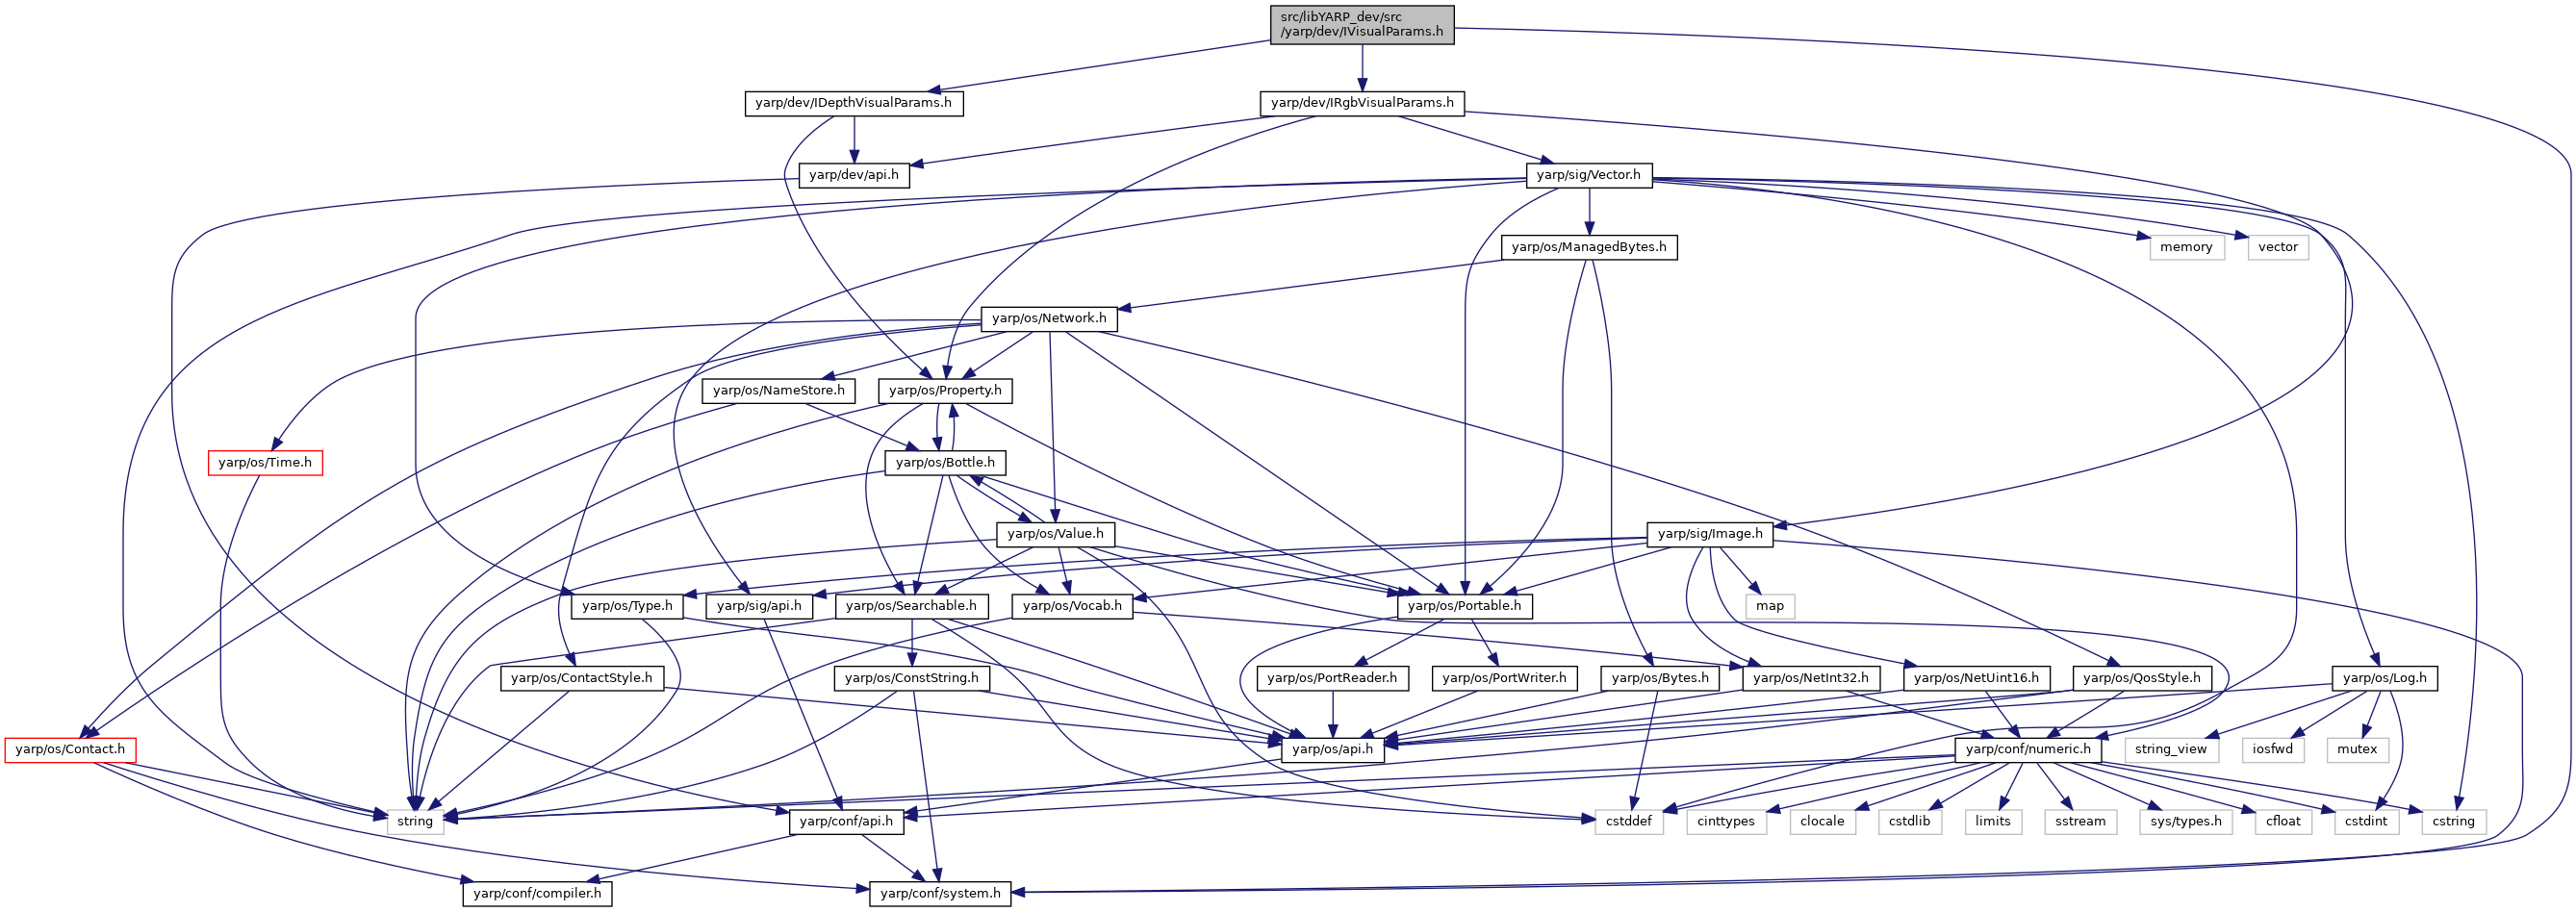 src/libYARP_dev/src
/yarp/dev/IVisualParams.h
yarp/dev/IDepthVisualParams.h
yarp/dev/IRgbVisualParams.h
yarp/dev/api.h
yarp/sig/Vector.h
yarp/os/ManagedBytes.h
memory
vector
yarp/os/Network.h
yarp/os/NameStore.h
yarp/os/Property.h
yarp/os/Time.h
yarp/os/Bottle.h
yarp/os/Value.h
yarp/sig/Image.h
yarp/os/Type.h
yarp/sig/api.h
yarp/os/Searchable.h
yarp/os/Vocab.h
yarp/os/Portable.h
map
yarp/os/ContactStyle.h
yarp/os/ConstString.h
yarp/os/PortReader.h
yarp/os/PortWriter.h
yarp/os/Bytes.h
yarp/os/NetInt32.h
yarp/os/NetUint16.h
yarp/os/QosStyle.h
yarp/os/Log.h
yarp/os/Contact.h
yarp/os/api.h
yarp/conf/numeric.h
string_view
iosfwd
mutex
string
yarp/conf/api.h
cstddef
cinttypes
clocale
cstdlib
limits
sstream
sys/types.h
cfloat
cstdint
cstring
yarp/conf/compiler.h
yarp/conf/system.h